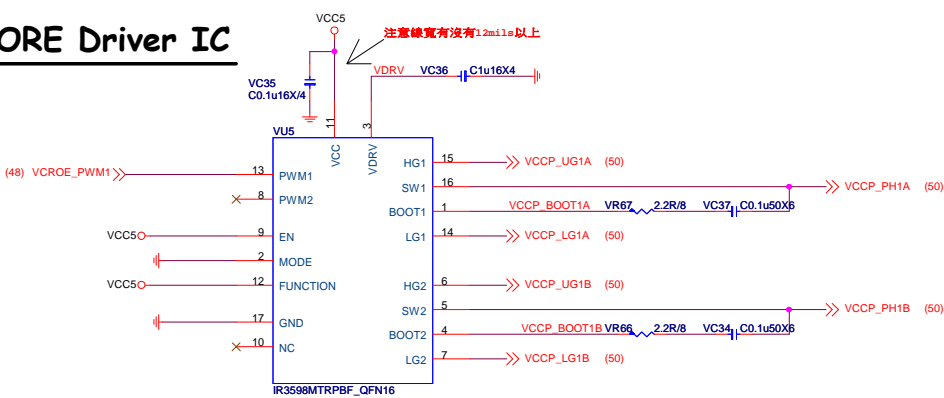 ORE Driver IC
VCC5
注意線寬有沒有12mils以上
VDRV VC36 C1u16X4
VC35
C0.1u16X/4
VU5
11
3
VCC
VDRV
(48) VCROE_PWM1 13 PWM1
8 PWM2
VCC5 9 EN
2 MODE
VCC5 12 FUNCTION
17 GND
10 NC
HG1 15 VCCP_UG1A (50)
SW1 16 VCCP_PH1A (50)
BOOT1 1 VCCP_BOOT1A VR67 2.2R/8 VC37 C0.1u50X6
LG1 14 VCCP_LG1A (50)
HG2 6 VCCP_UG1B (50)
SW2 5 VCCP_PH1B (50)
BOOT2 4 VCCP_BOOT1B VR66 2.2R/8 VC34 C0.1u50X6
LG2 7 VCCP_LG1B (50)
IR3598MTRPBF_QFN16